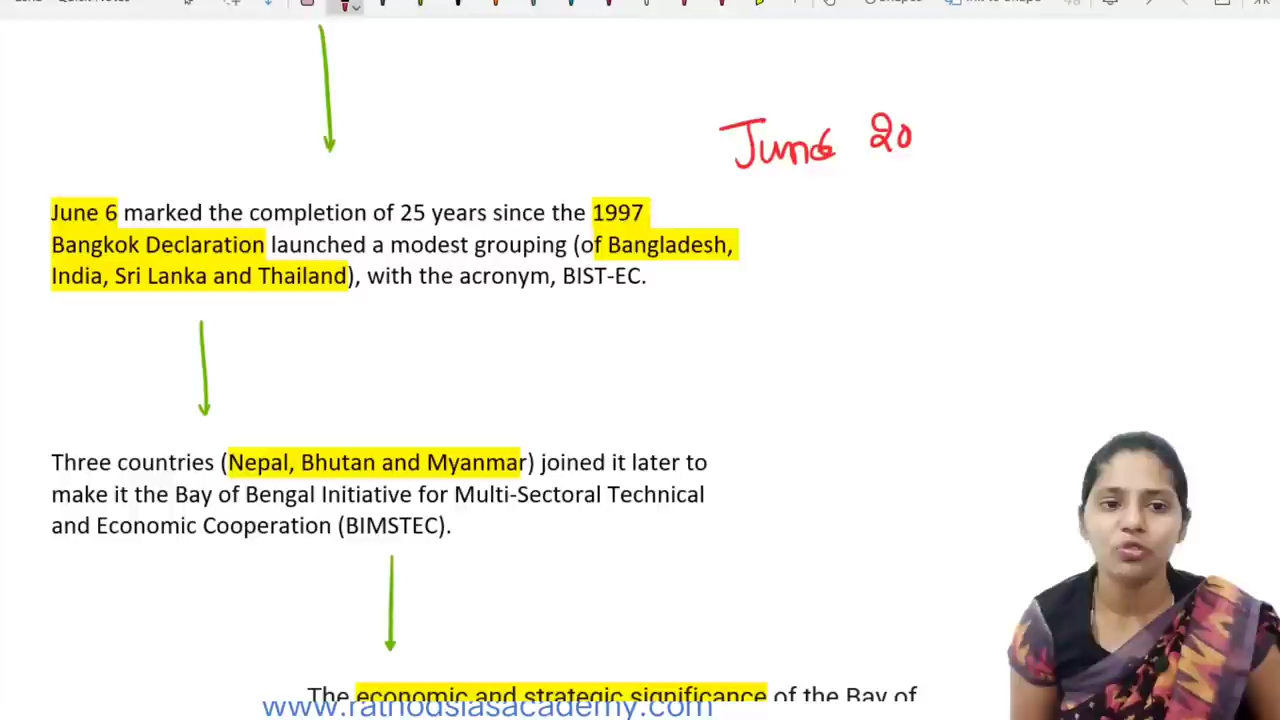 June 20
June 6 marked the completion of 25 years since the 1997
Bangkok Declaration launched a modest grouping (of Bangladesh,
India, Sri Lanka and Thailand), with the acronym, BIST-EC.
Three countries (Nepal, Bhutan and Myanmar) joined it later to
make it the Bay of Bengal Initiative for Multi-Sectoral Technical
and Economic Cooperation (BIMSTEC).
The economic and strategic significance of the Bay of
www.rathodsiasacademy.com